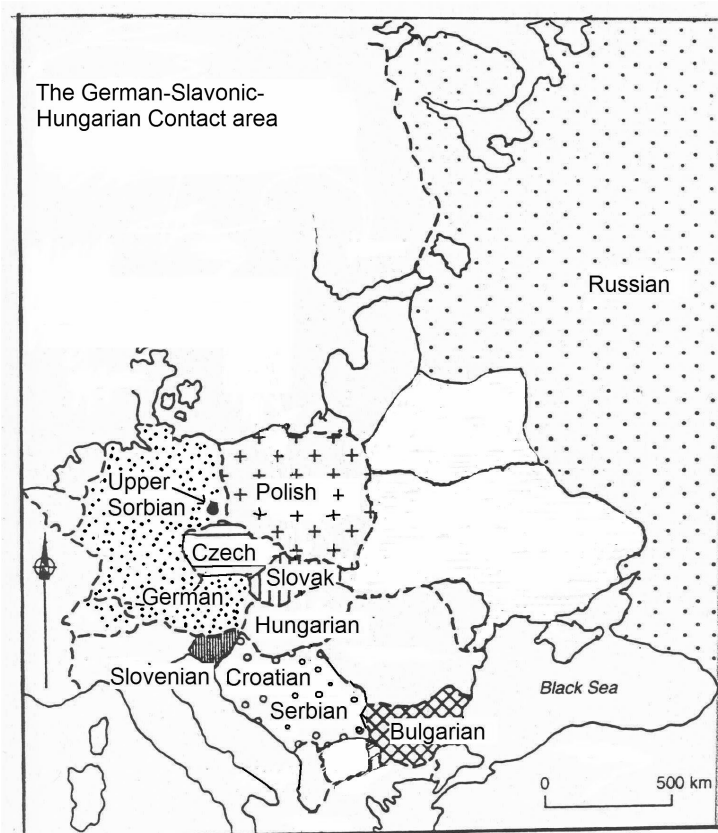 The German-Slavonic-
Hungarian Contact area
Russian
Upper
Sorbian
Polish
Czech
Slovak
German
Hungarian
Slovenian
Croatian
Serbian
Black Sea
Bulgarian
0
500 km